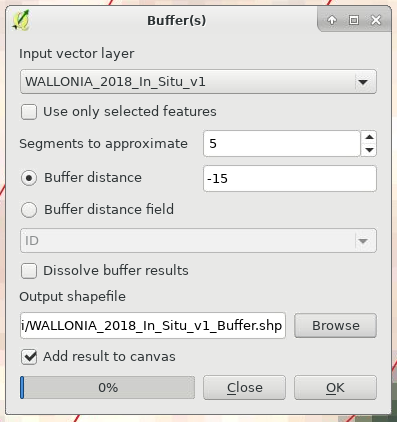 Buffer(s)
Input vector layer
WALLONIA_2018_In_Situ_v1
Use only selected features
Segments to approximate 5
Buffer distance -15
Buffer distance field
ID
Dissolve buffer results
Output shapefile
i/WALLONIA_2018_In_Situ_v1_Buffer.shp Browse
Add result to canvas
0% Close OK